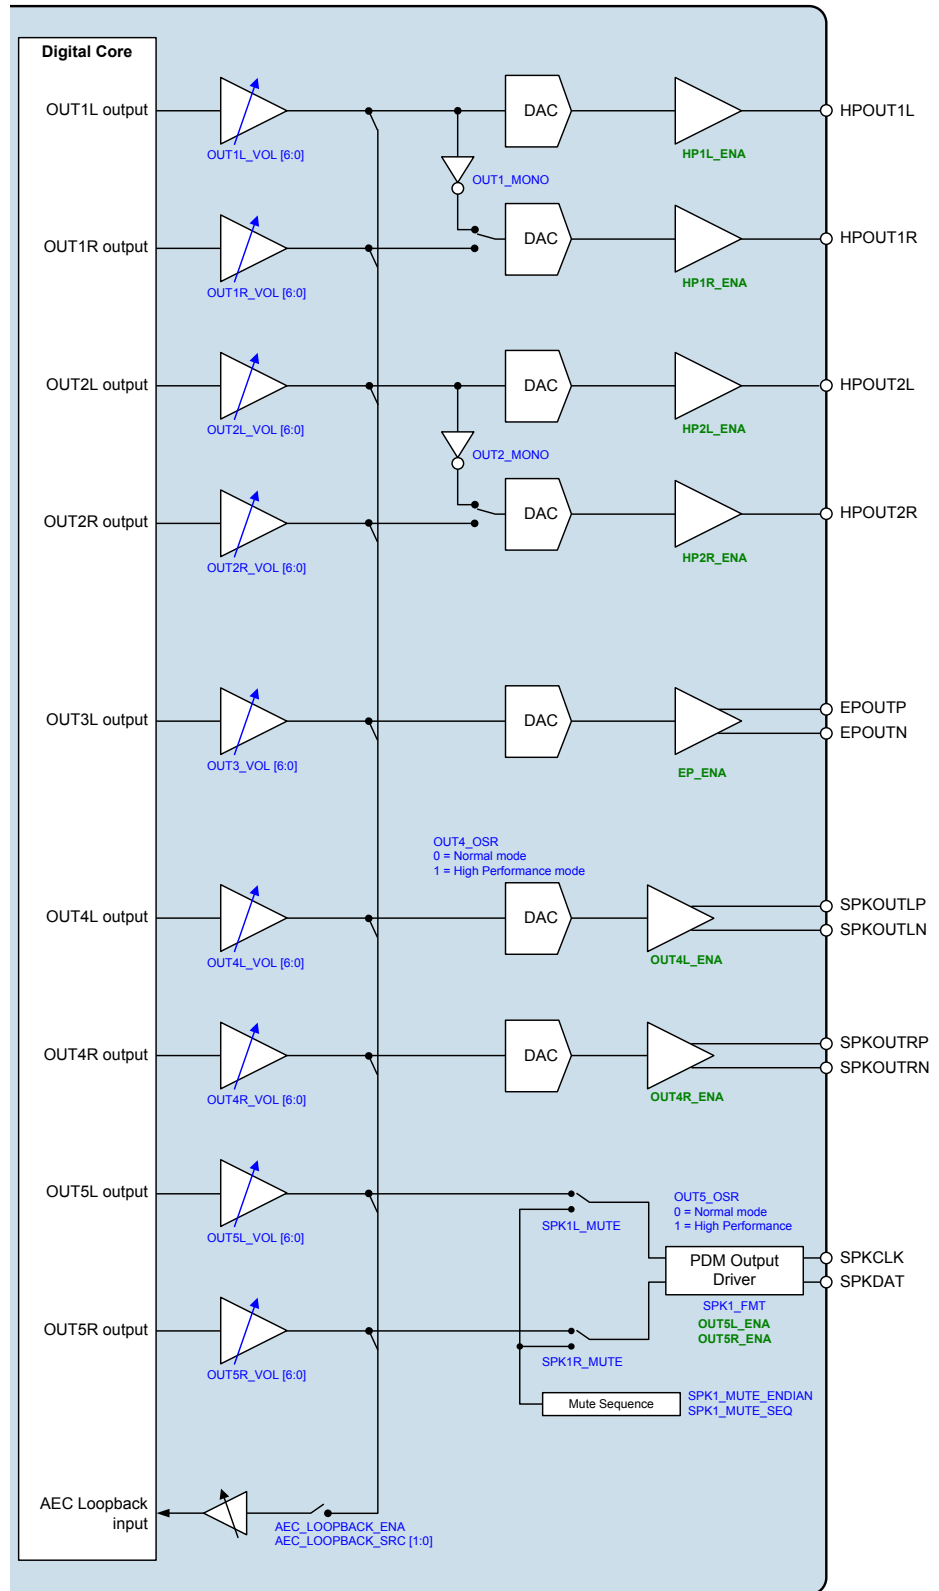 Digital Core
OUT1L output
OUT1L_VOL [6:0]
DAC
HP1L_ENA
HPOUT1L
OUT1_MONO
OUT1R output
OUT1R_VOL [6:0]
DAC
HP1R_ENA
HPOUT1R
OUT2L output
OUT2L_VOL [6:0]
DAC
HP2L_ENA
HPOUT2L
OUT2_MONO
OUT2R output
OUT2R_VOL [6:0]
DAC
HP2R_ENA
HPOUT2R
OUT3L output
OUT3_VOL [6:0]
DAC
EP_ENA
EPOUTP
EPOUTN
OUT4_OSR
0 = Normal mode
1 = High Performance mode
OUT4L output
OUT4L_VOL [6:0]
DAC
OUT4L_ENA
SPKOUTLP
SPKOUTLN
OUT4R output
OUT4R_VOL [6:0]
DAC
OUT4R_ENA
SPKOUTRP
SPKOUTRN
OUT5L output
OUT5L_VOL [6:0]
SPK1L_MUTE
OUT5_OSR
0 = Normal mode
1 = High Performance
PDM Output
Driver
SPK1_FMT
OUT5L_ENA
OUT5R_ENA
SPKCLK
SPKDAT
OUT5R output
OUT5R_VOL [6:0]
SPK1R_MUTE
Mute Sequence
SPK1_MUTE_ENDIAN
SPK1_MUTE_SEQ
AEC Loopback
input
AEC_LOOPBACK_ENA
AEC_LOOPBACK_SRC [1:0]